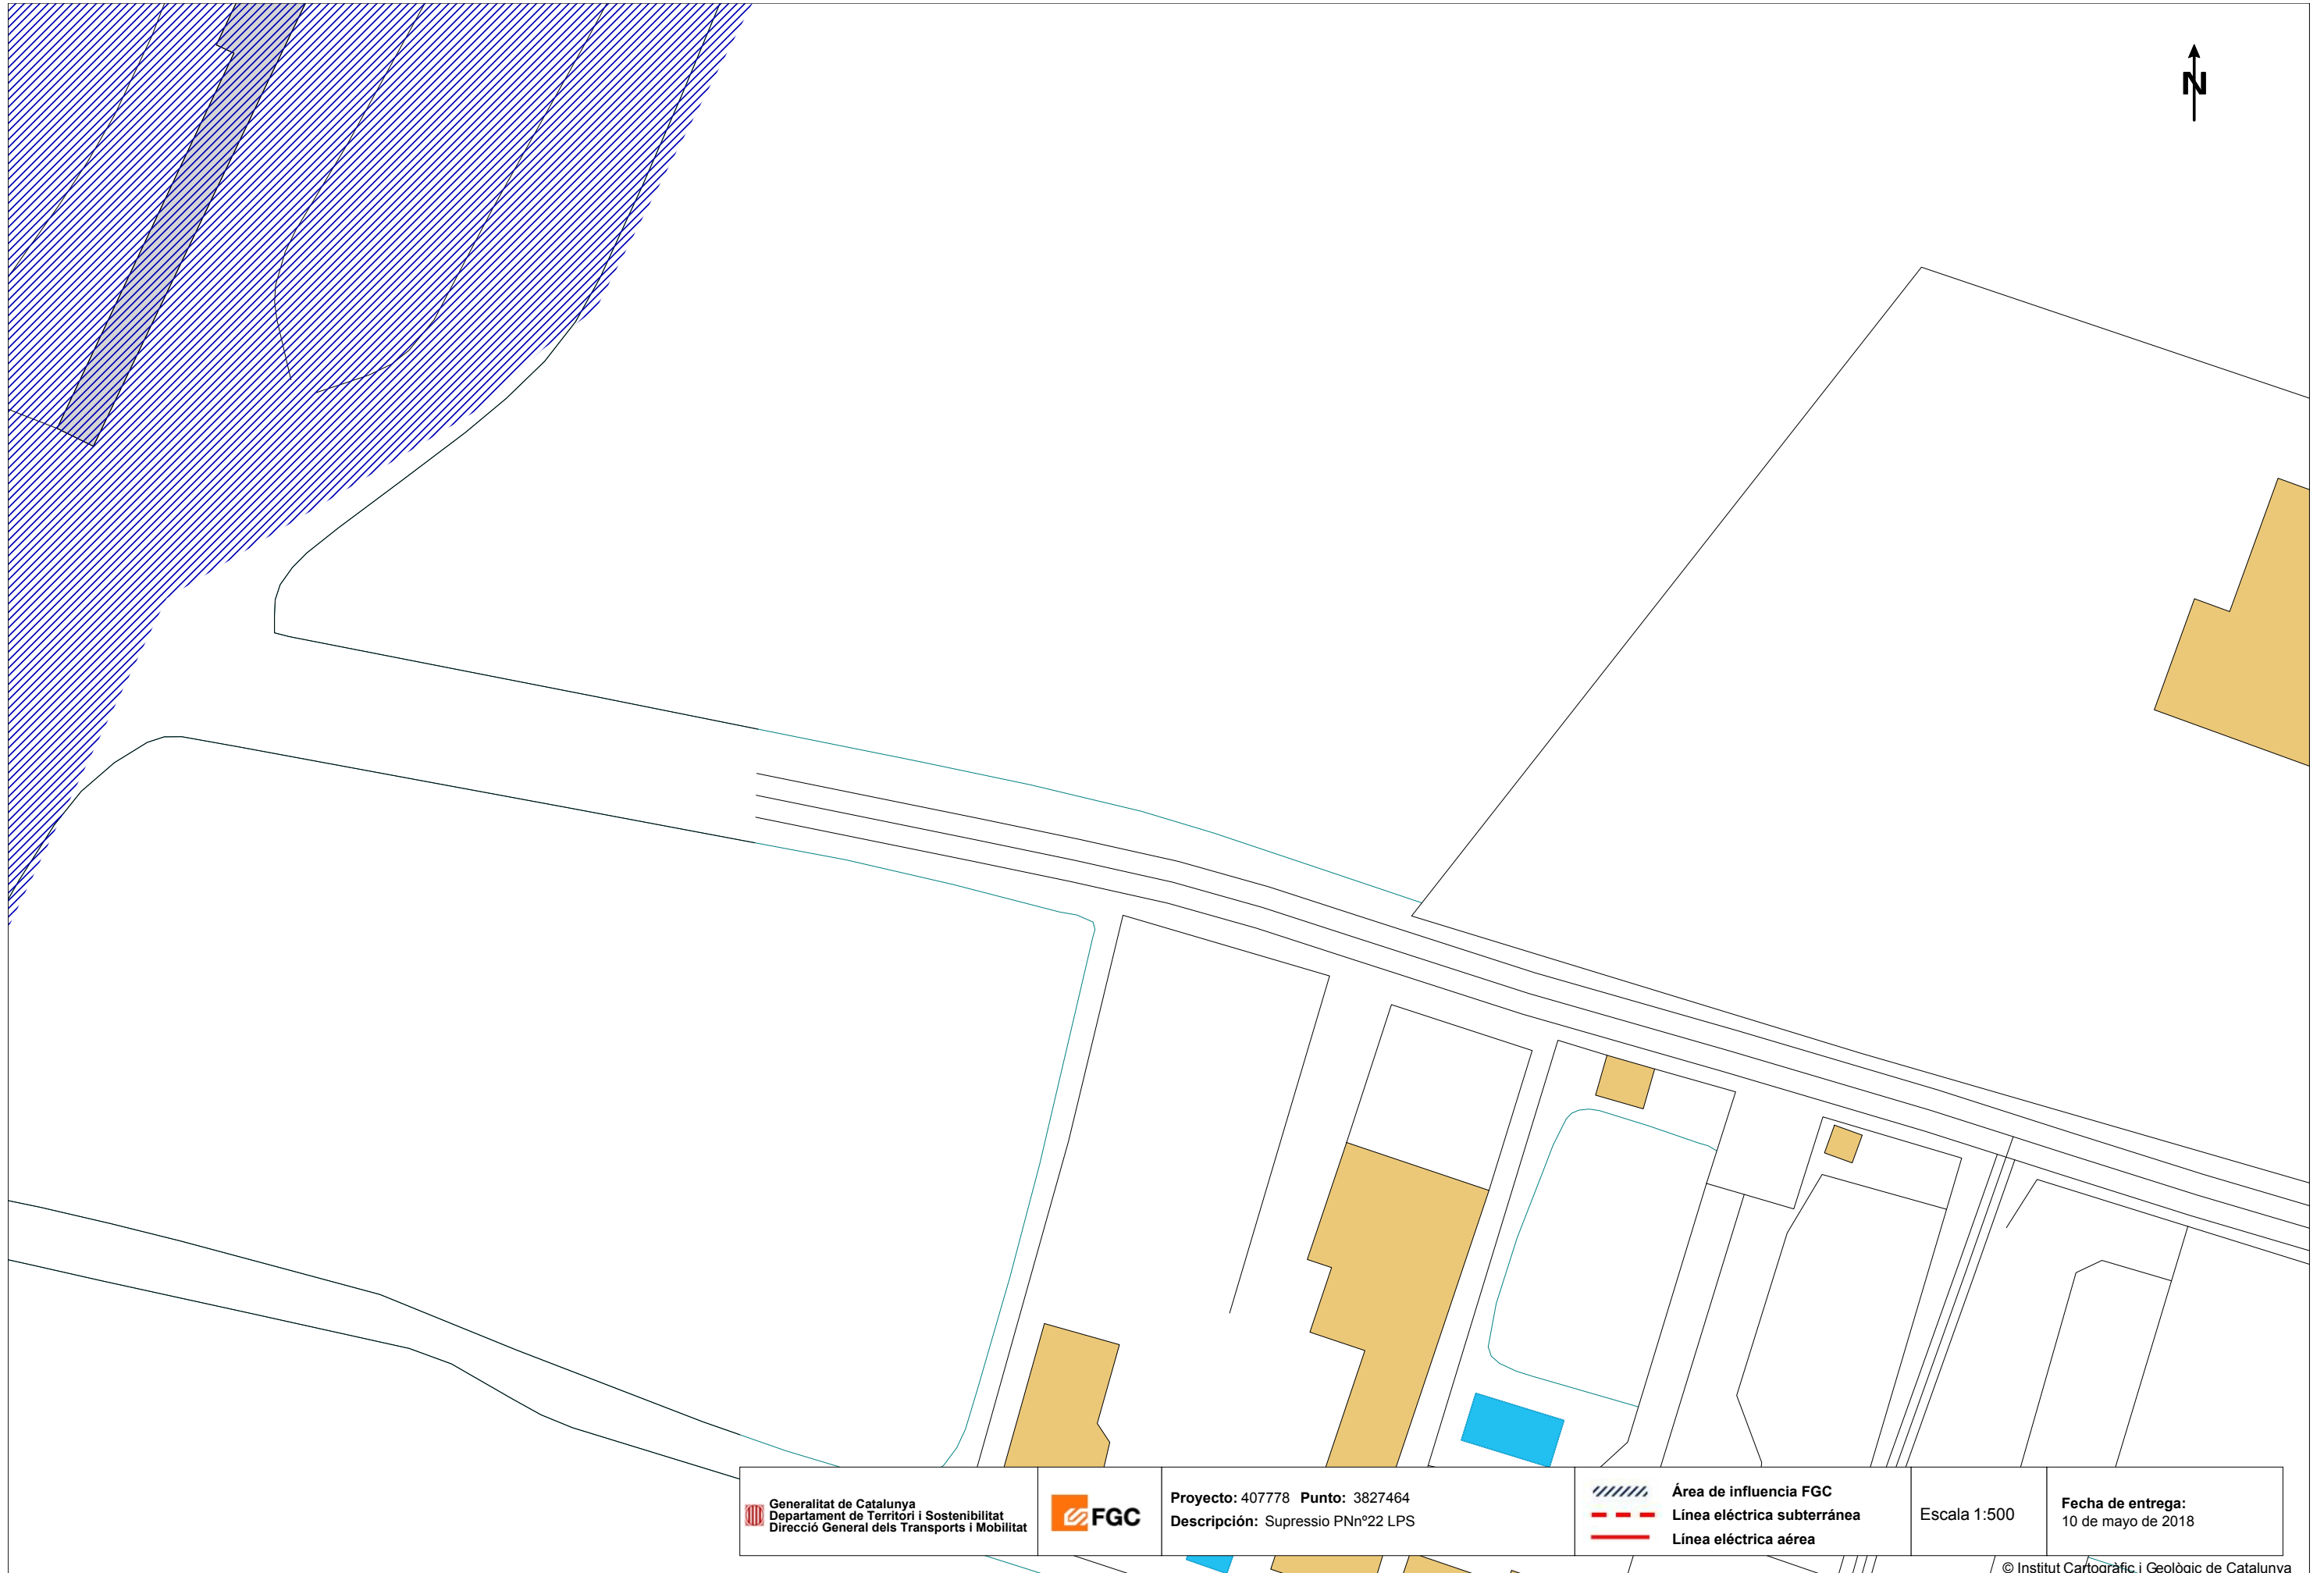 N
Generalitat de Catalunya
Departament de Territori i Sostenibilitat
Direcció General dels Transports i Mobilitat
FGC
Proyecto: 407778 Punto: 3827464
Descripción: Supressio PNnº22 LPS
Área de influencia FGC
Línea eléctrica subterránea
Línea eléctrica aérea
Escala 1:500
Fecha de entrega:
10 de mayo de 2018
© Institut Cartogràfic i Geològic de Catalunya